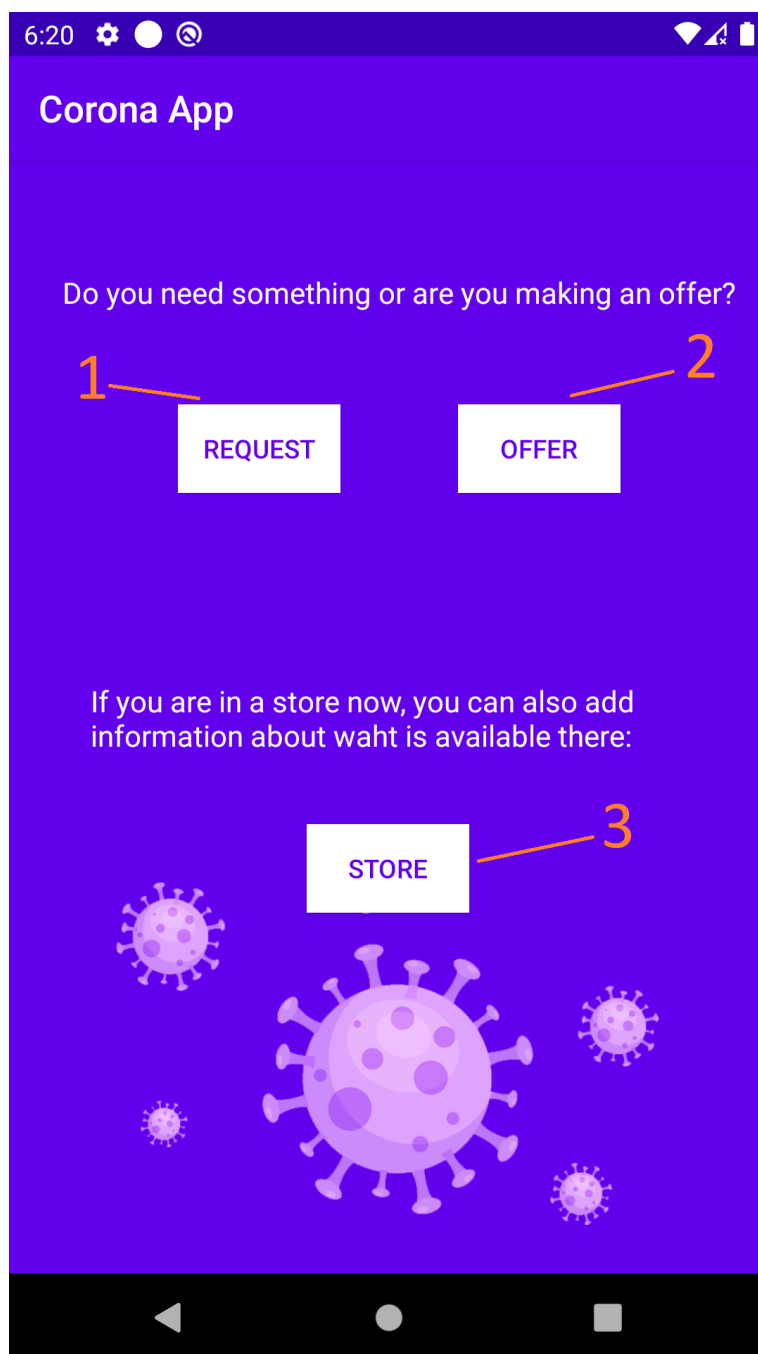 6:20
Corona App
Do you need something or are you making an offer?
1
2
REQUEST
OFFER
If you are in a store now, you can also add
information about waht is available there:
3
STORE